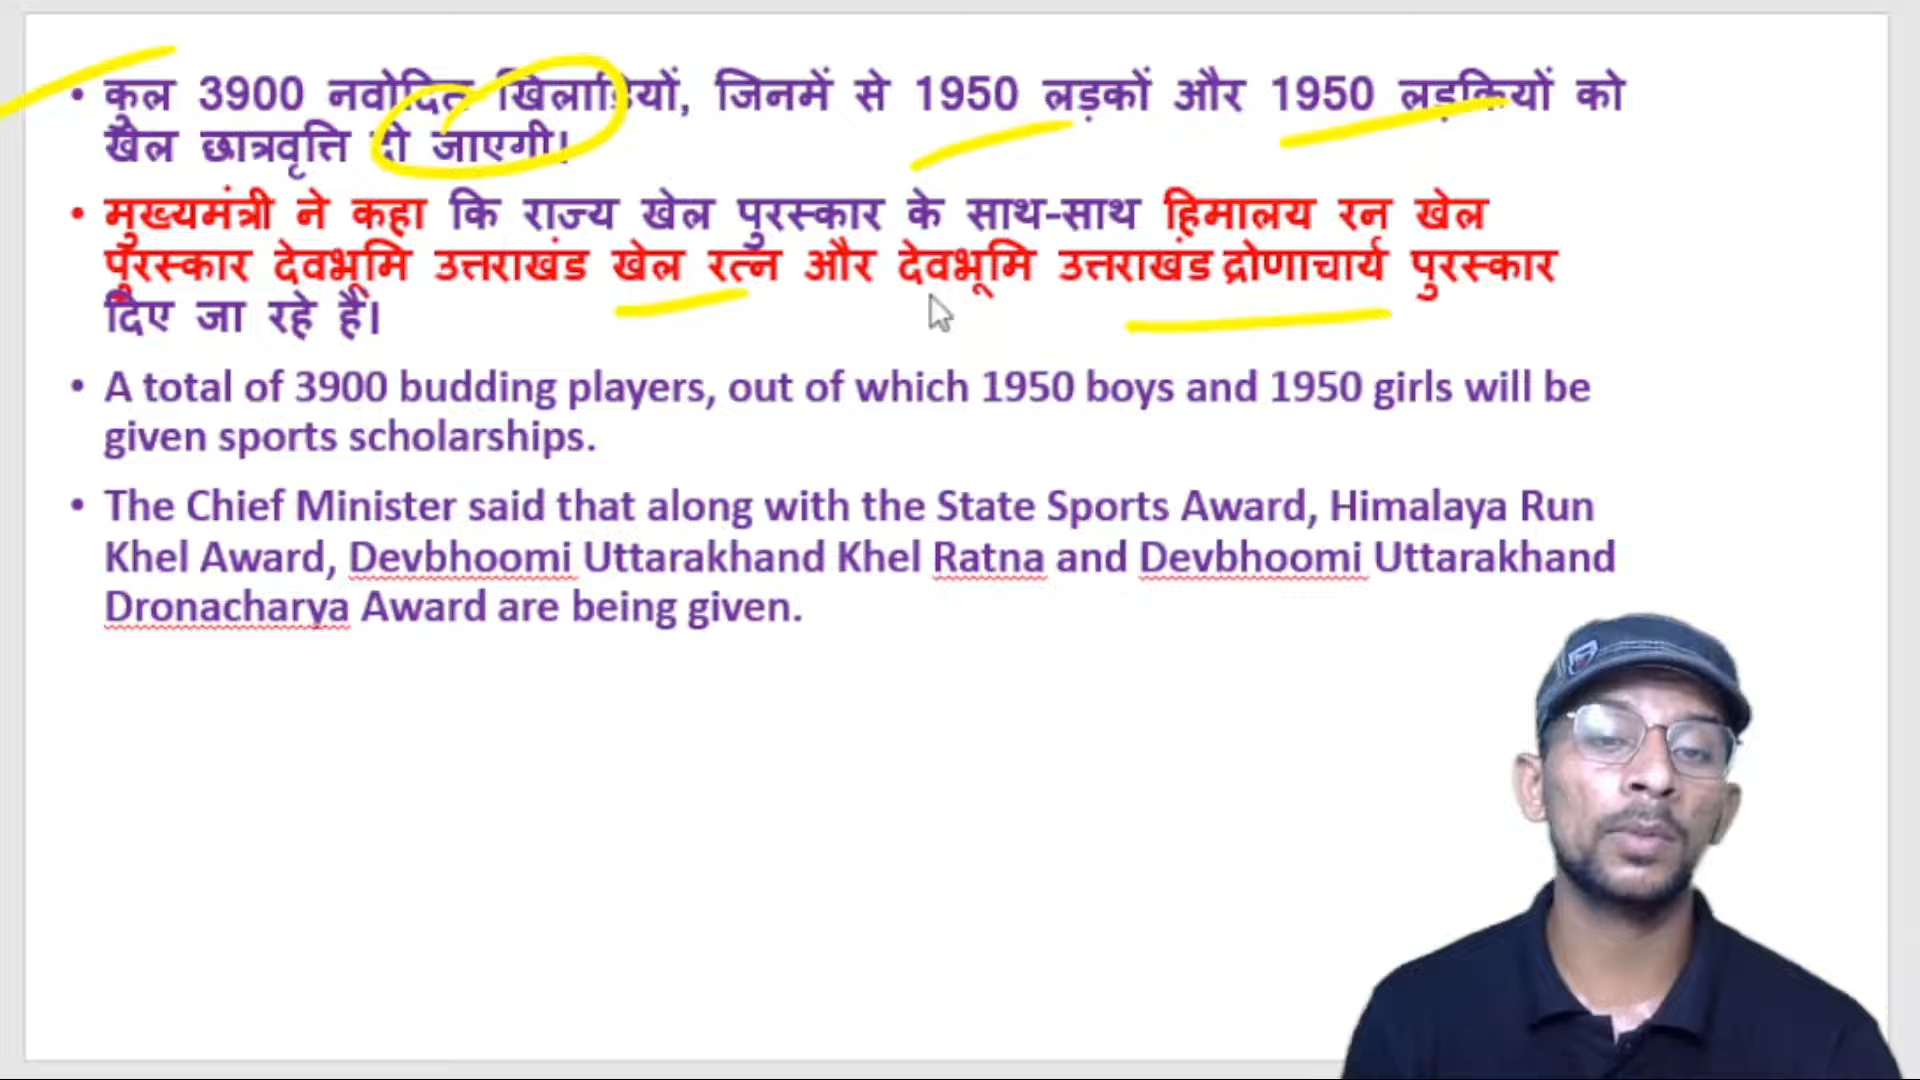 • कुल 3900 नवोदित खिलाड़ियों, जिनमें से 1950 लड़कों और 1950 लड़कियों को
खेल छात्रवृत्ति दी जाएगी।
• मुख्यमंत्री ने कहा कि राज्य खेल पुरस्कार के साथ-साथ हिमालय रन खेल
पुरस्कार देवभूमि उत्तराखंड खेल रत्न और देवभूमि उत्तराखंड द्रोणाचार्य पुरस्कार
दिए जा रहे हैं।
• A total of 3900 budding players, out of which 1950 boys and 1950 girls will be
given sports scholarships.
• The Chief Minister said that along with the State Sports Award, Himalaya Run
Khel Award, Devbhoomi Uttarakhand Khel Ratna and Devbhoomi Uttarakhand
Dronacharya Award are being given.